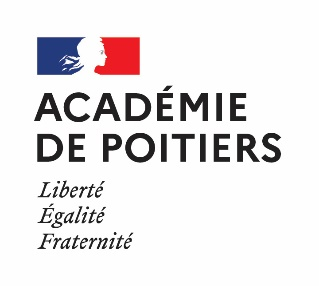 ACADÉMIE
DE POITIERS
Liberté
Égalité
Fraternité